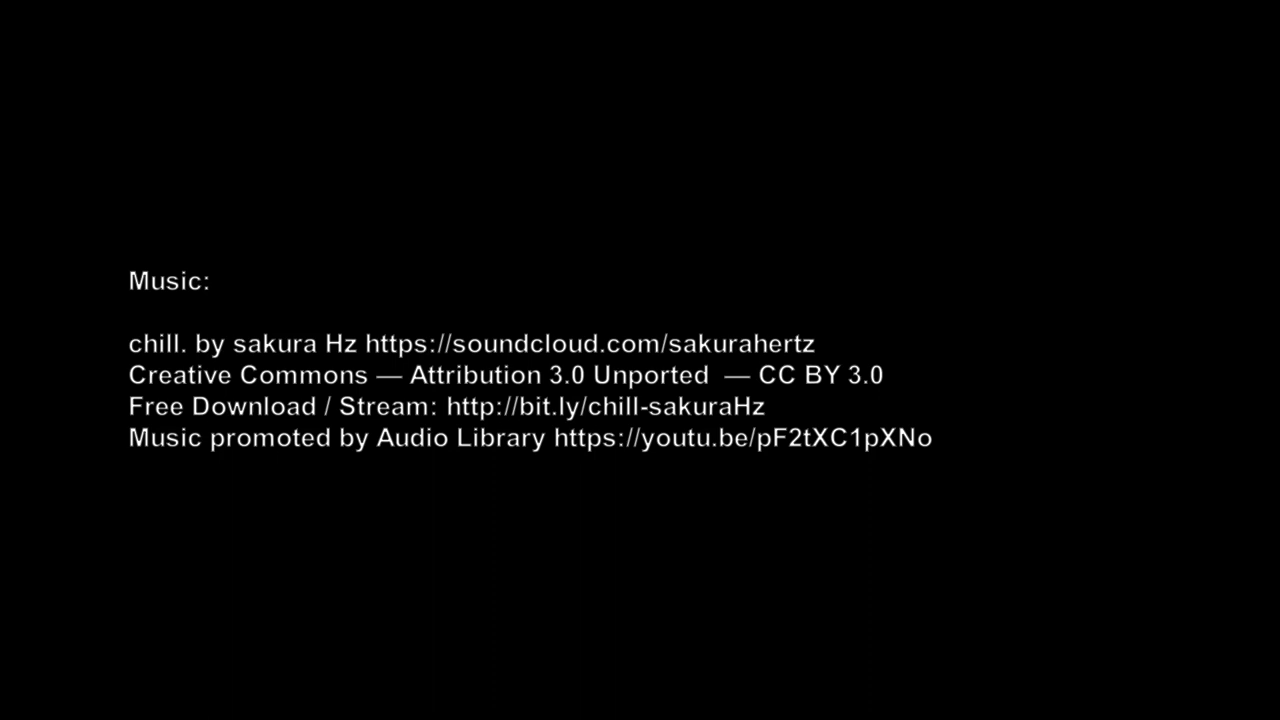 Music:
chill. by sakura Hz https://soundcloud.com/sakurahertz
Creative Commons — Attribution 3.0 Unported  — CC BY 3.0
Free Download / Stream: http://bit.ly/chill-sakuraHz
Music promoted by Audio Library https://youtu.be/pF2tXC1pXNo